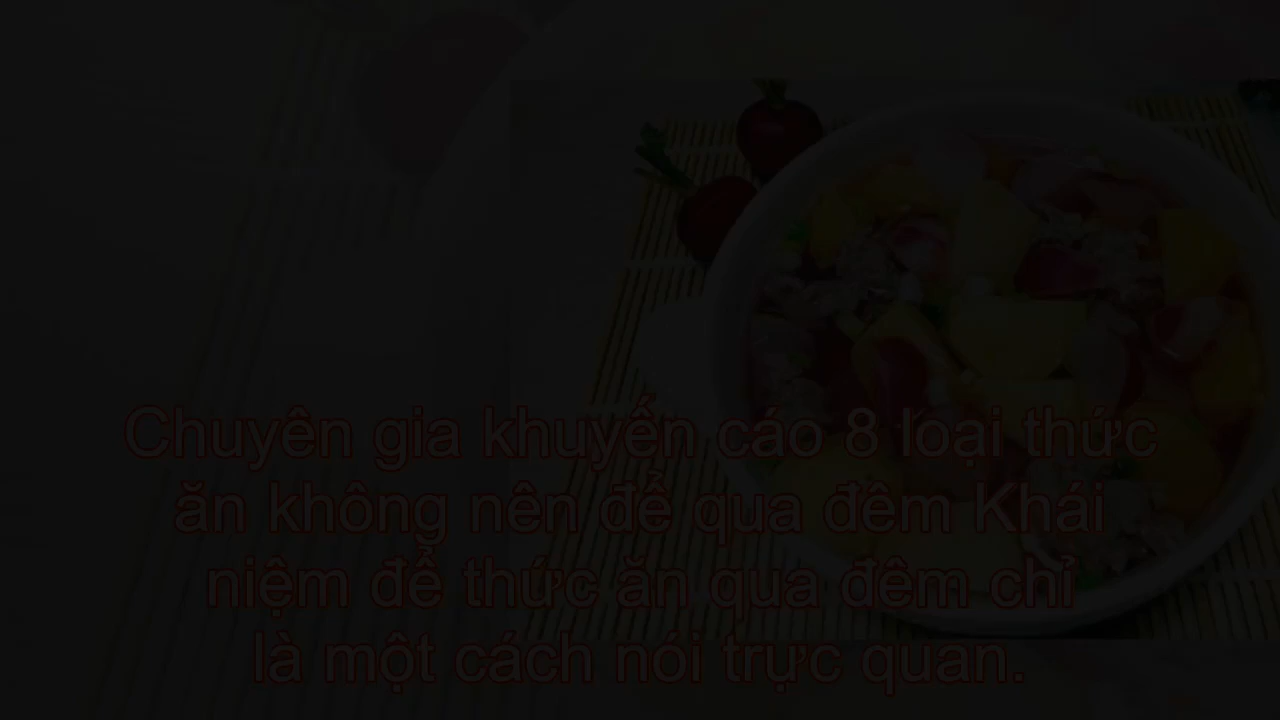 Chuyên gia khuyến cáo 8 loại thức
ăn không nên để qua đêm Khái
niệm để thức ăn qua đêm chỉ
là một cách nói trực quan.